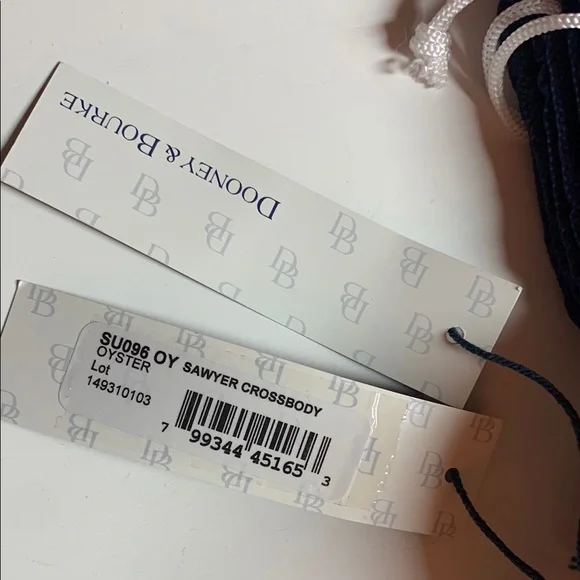 DOONEY & BOURKE
SU096 OY SAWYER CROSSBODY
OYSTER
Lot
149310103
7 99344 45165 3